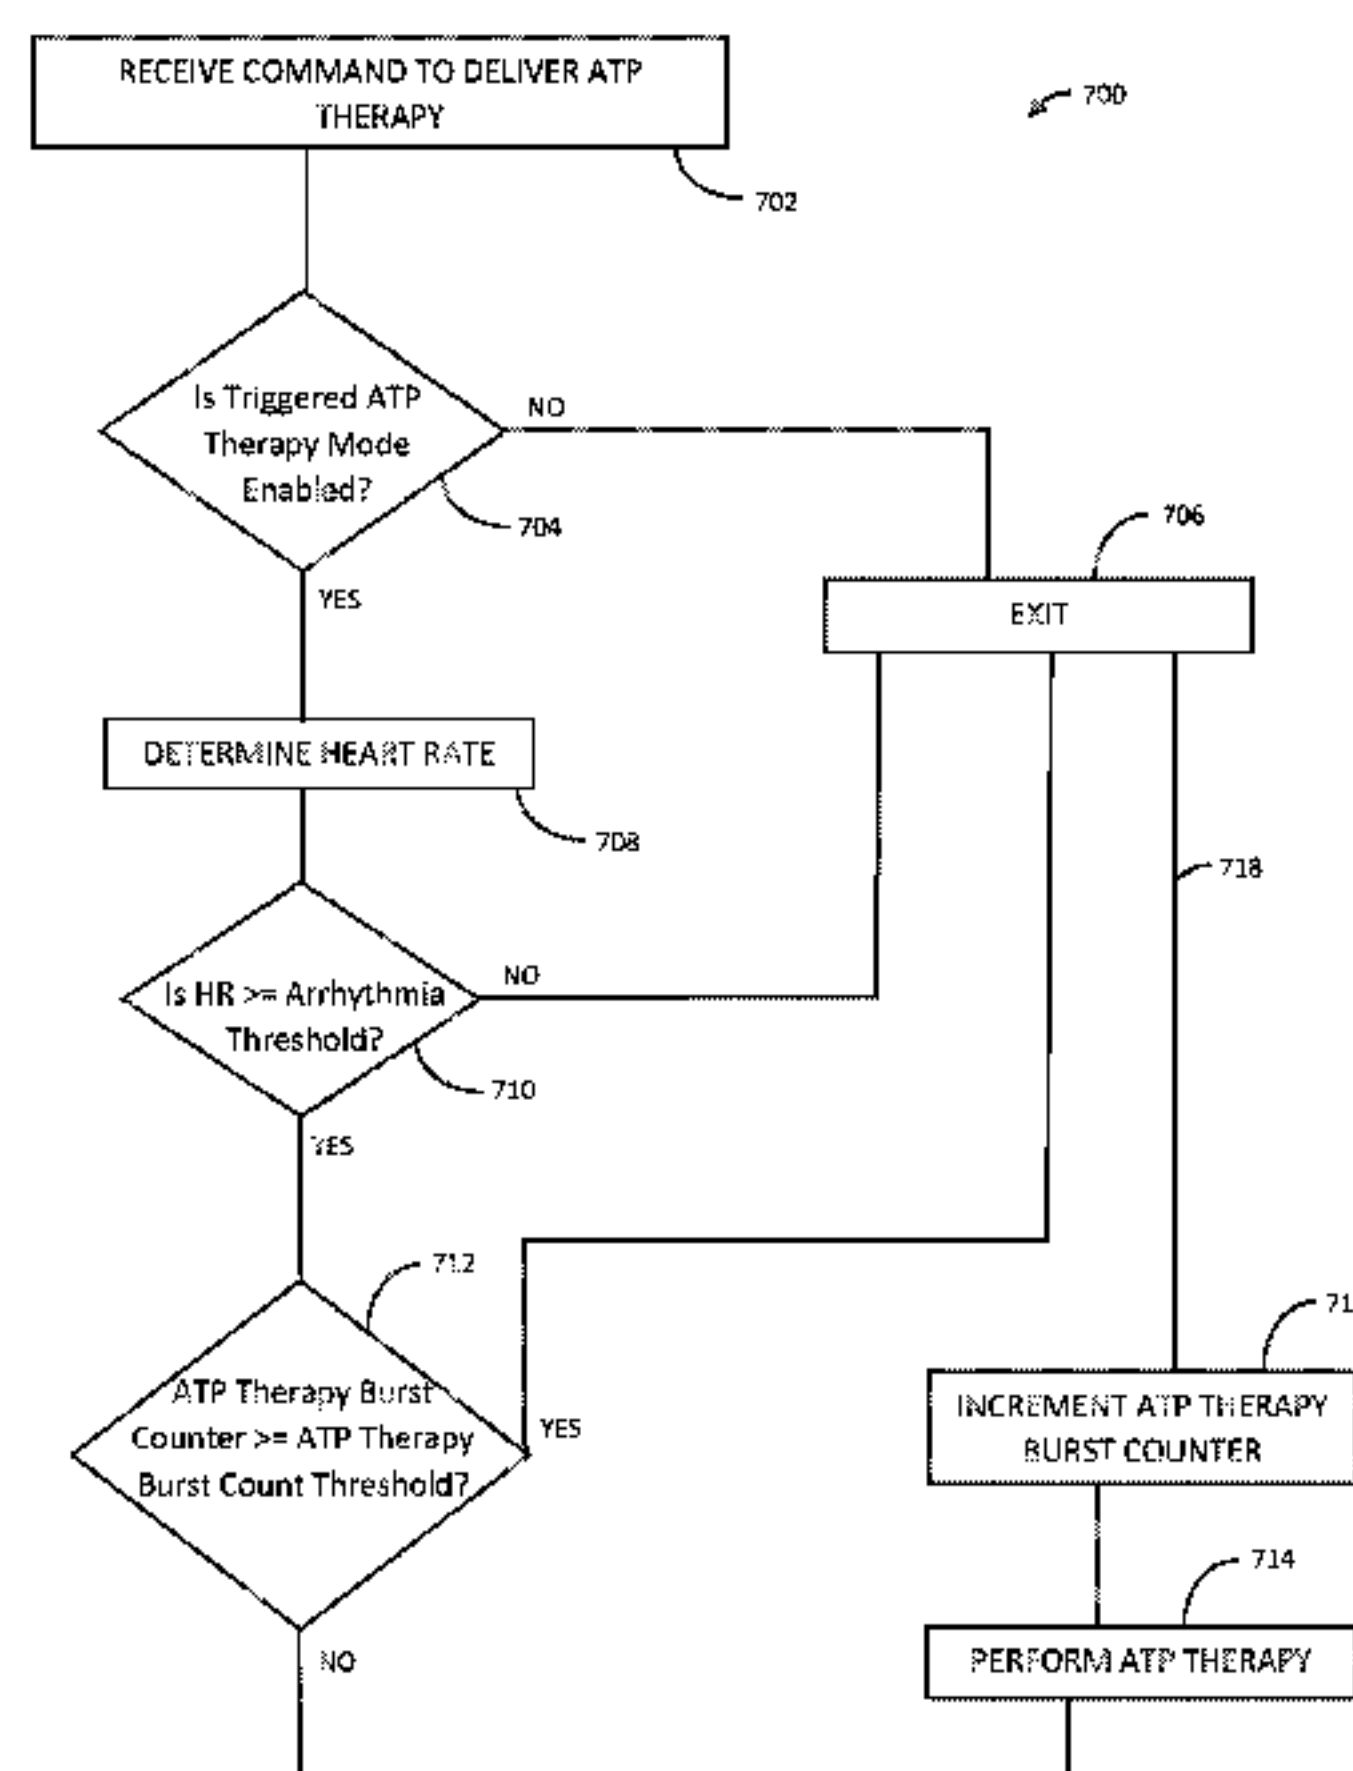 RECEIVE COMMAND TO DELIVER ATP
THERAPY
700
702
Is Triggered ATP
Therapy Mode
Enabled?
NO
704
706
YES
EXIT
DETERMINE HEART RATE
708
718
NO
Is HR >= Arrhythmia
Threshold?
710
YES
712
71
ATP Therapy Burst
Counter >= ATP Therapy
Burst Count Threshold?
YES
INCREMENT ATP THERAPY
BURST COUNTER
714
PERFORM ATP THERAPY
NO